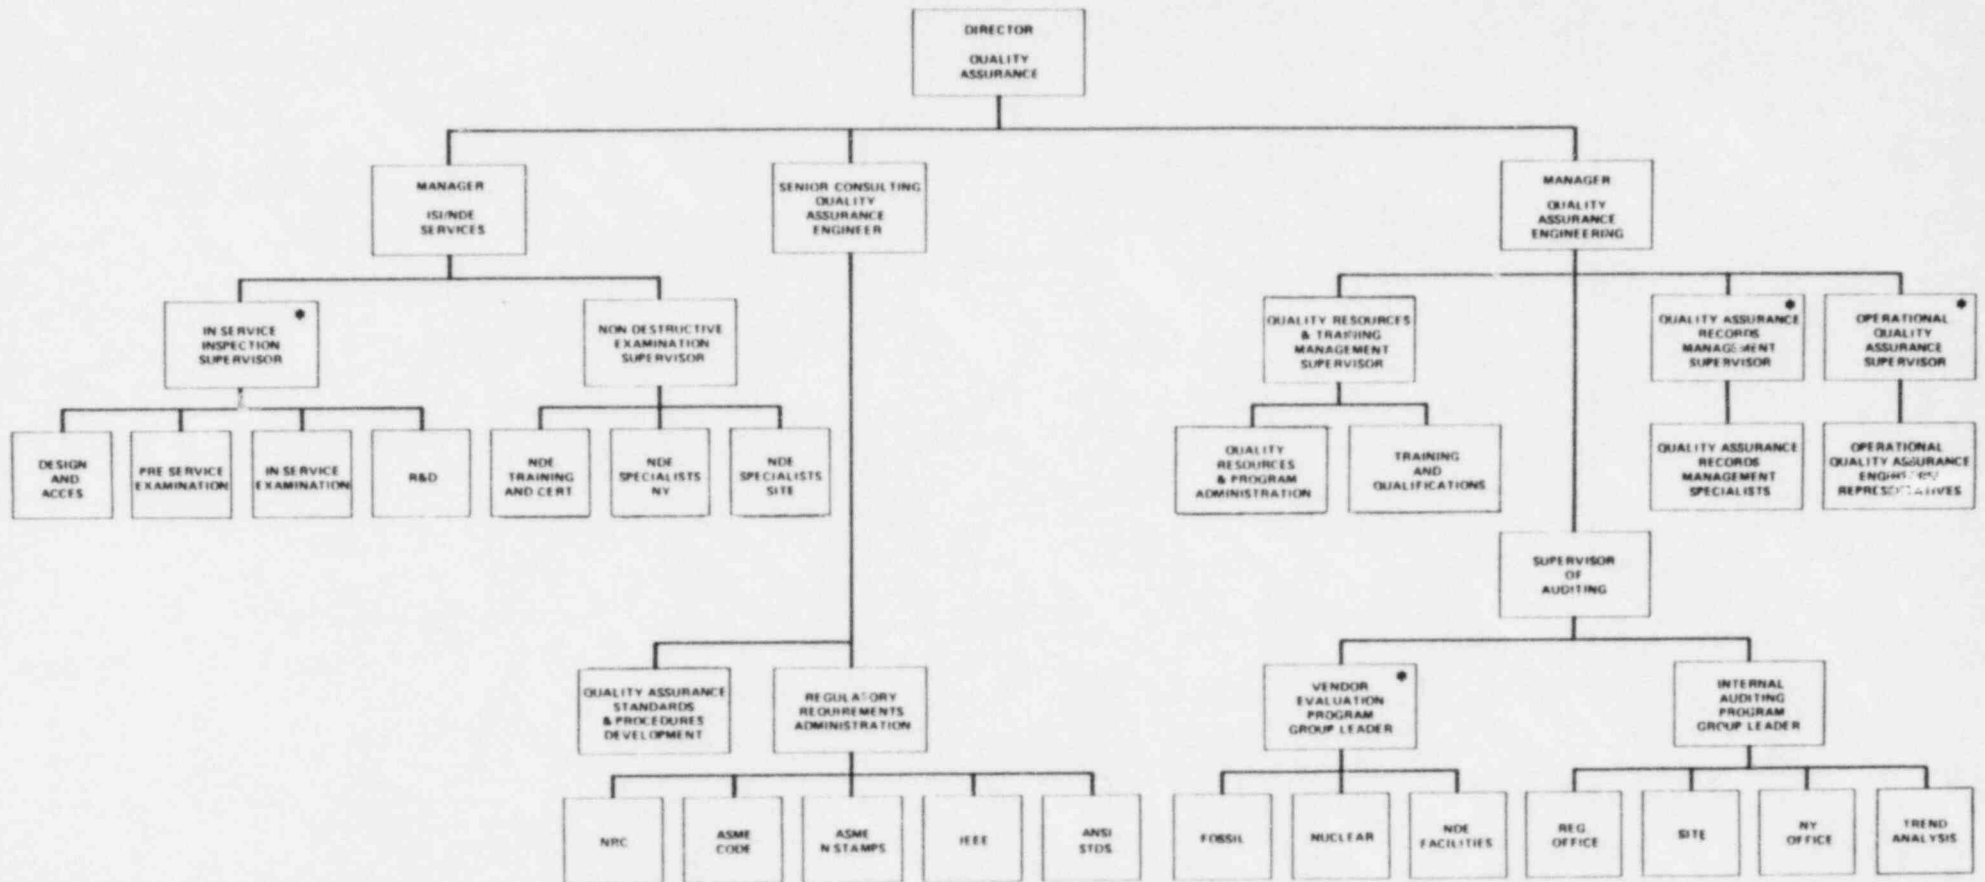 DIRECTOR
QUALITY
ASSURANCE
MANAGER
ISI/NDE
SERVICES
SENIOR CONSULTING
QUALITY
ASSURANCE
ENGINEER
MANAGER
QUALITY
ASSURANCE
ENGINEERING
IN SERVICE
INSPECTION
SUPERVISOR
NON DESTRUCTIVE
EXAMINATION
SUPERVISOR
QUALITY RESOURCES
& TRAINING
MANAGEMENT
SUPERVISOR
QUALITY ASSURANCE
RECORDS
MANAGEMENT
SUPERVISOR
OPERATIONAL
QUALITY
ASSURANCE
SUPERVISOR
DESIGN
AND
ACCES
PRE SERVICE
EXAMINATION
IN SERVICE
EXAMINATION
R&D
NDE
TRAINING
AND CERT
NDE
SPECIALISTS
NY
NDE
SPECIALISTS
SITE
QUALITY
RESOURCES
& PROGRAM
ADMINISTRATION
TRAINING
AND
QUALIFICATIONS
QUALITY ASSURANCE
RECORDS
MANAGEMENT
SPECIALISTS
OPERATIONAL
QUALITY ASSURANCE
SUPERVISOR
OF
AUDITING
QUALITY ASSURANCE
STANDARDS
& PROCEDURES
DEVELOPMENT
REGULATORY
REQUIREMENTS
ADMINISTRATION
VENDOR
EVALUATION
PROGRAM
GROUP LEADER
INTERNAL
AUDITING
PROGRAM
GROUP LEADER
NRC
ASME
CODE
ASME
N STAMPS
IEEE
ANSI
STDS
FOSSIL
NUCLEAR
NDE
FACILITIES
REG
OFFICE
SITE
NY
OFFICE
TREND
ANALYSIS